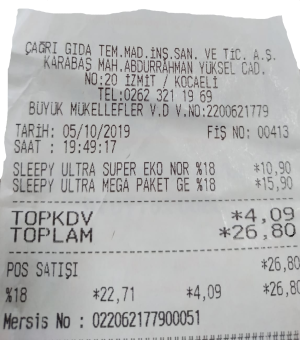 ÇAĞRI GIDA TEM.MAD.İNŞ.SAN. VE TİC. A.Ş.
KARABAŞ MAH.ABDURRAHMAN YÜKSEL CAD.
NO:20 İZMİT / KOCAELİ
TEL:0262 321 19 69
BÜYÜK MÜKELLEFLER V.D V.NO:2200621779
TARİH: 05/10/2019 FİŞ NO: 00413
SAAT : 19:49:17
SLEEPY ULTRA SUPER EKO NOR %18 *10,90
SLEEPY ULTRA MEGA PAKET GE %18 *15,90
TOPKDV *4,09
TOPLAM *26,80
POS SATIŞI *26,80
%18 *22,71 *4,09 *26,80
Mersis No : 022062177900051